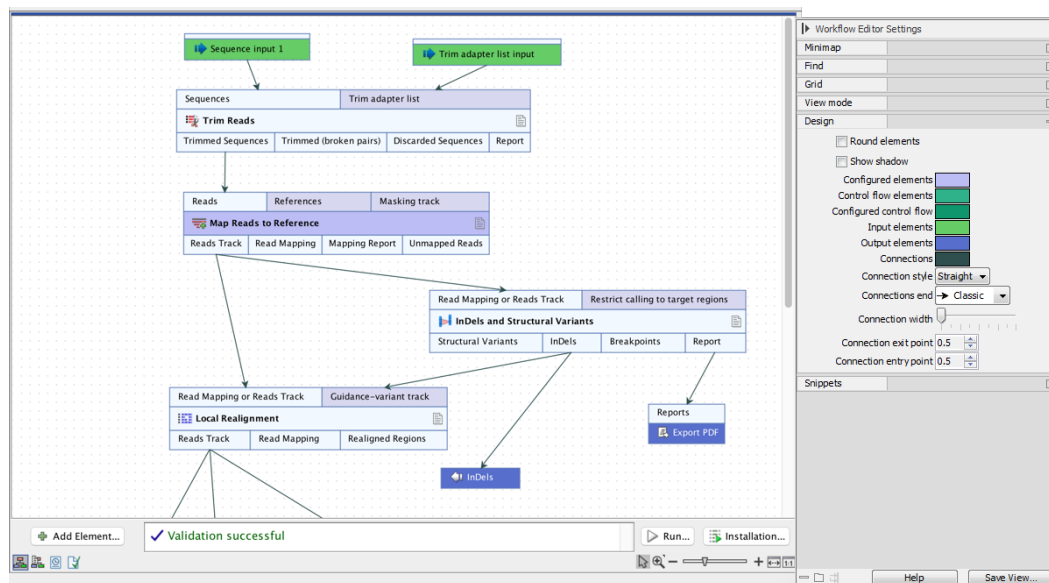 Sequence input 1
Trim adapter list input
Sequences Trim adapter list
Trim Reads
Trimmed Sequences Trimmed (broken pairs) Discarded Sequences Report
Reads References Masking track
Map Reads to Reference
Reads Track Read Mapping Mapping Report Unmapped Reads
Read Mapping or Reads Track Restrict calling to target regions
InDels and Structural Variants
Structural Variants InDels Breakpoints Report
Read Mapping or Reads Track Guidance-variant track
Local Realignment
Reads Track Read Mapping Realigned Regions
Reports
Export PDF
InDels
Add Element...
Validation successful
Run...
Installation...
1:1
Workflow Editor Settings
Minimap
Find
Grid
View mode
Design
Round elements
Show shadow
Configured elements
Control flow elements
Configured control flow
Input elements
Output elements
Connections
Connection style Straight
Connections end Classic
Connection width
Connection exit point 0.5
Connection entry point 0.5
Snippets
Help
Save View...